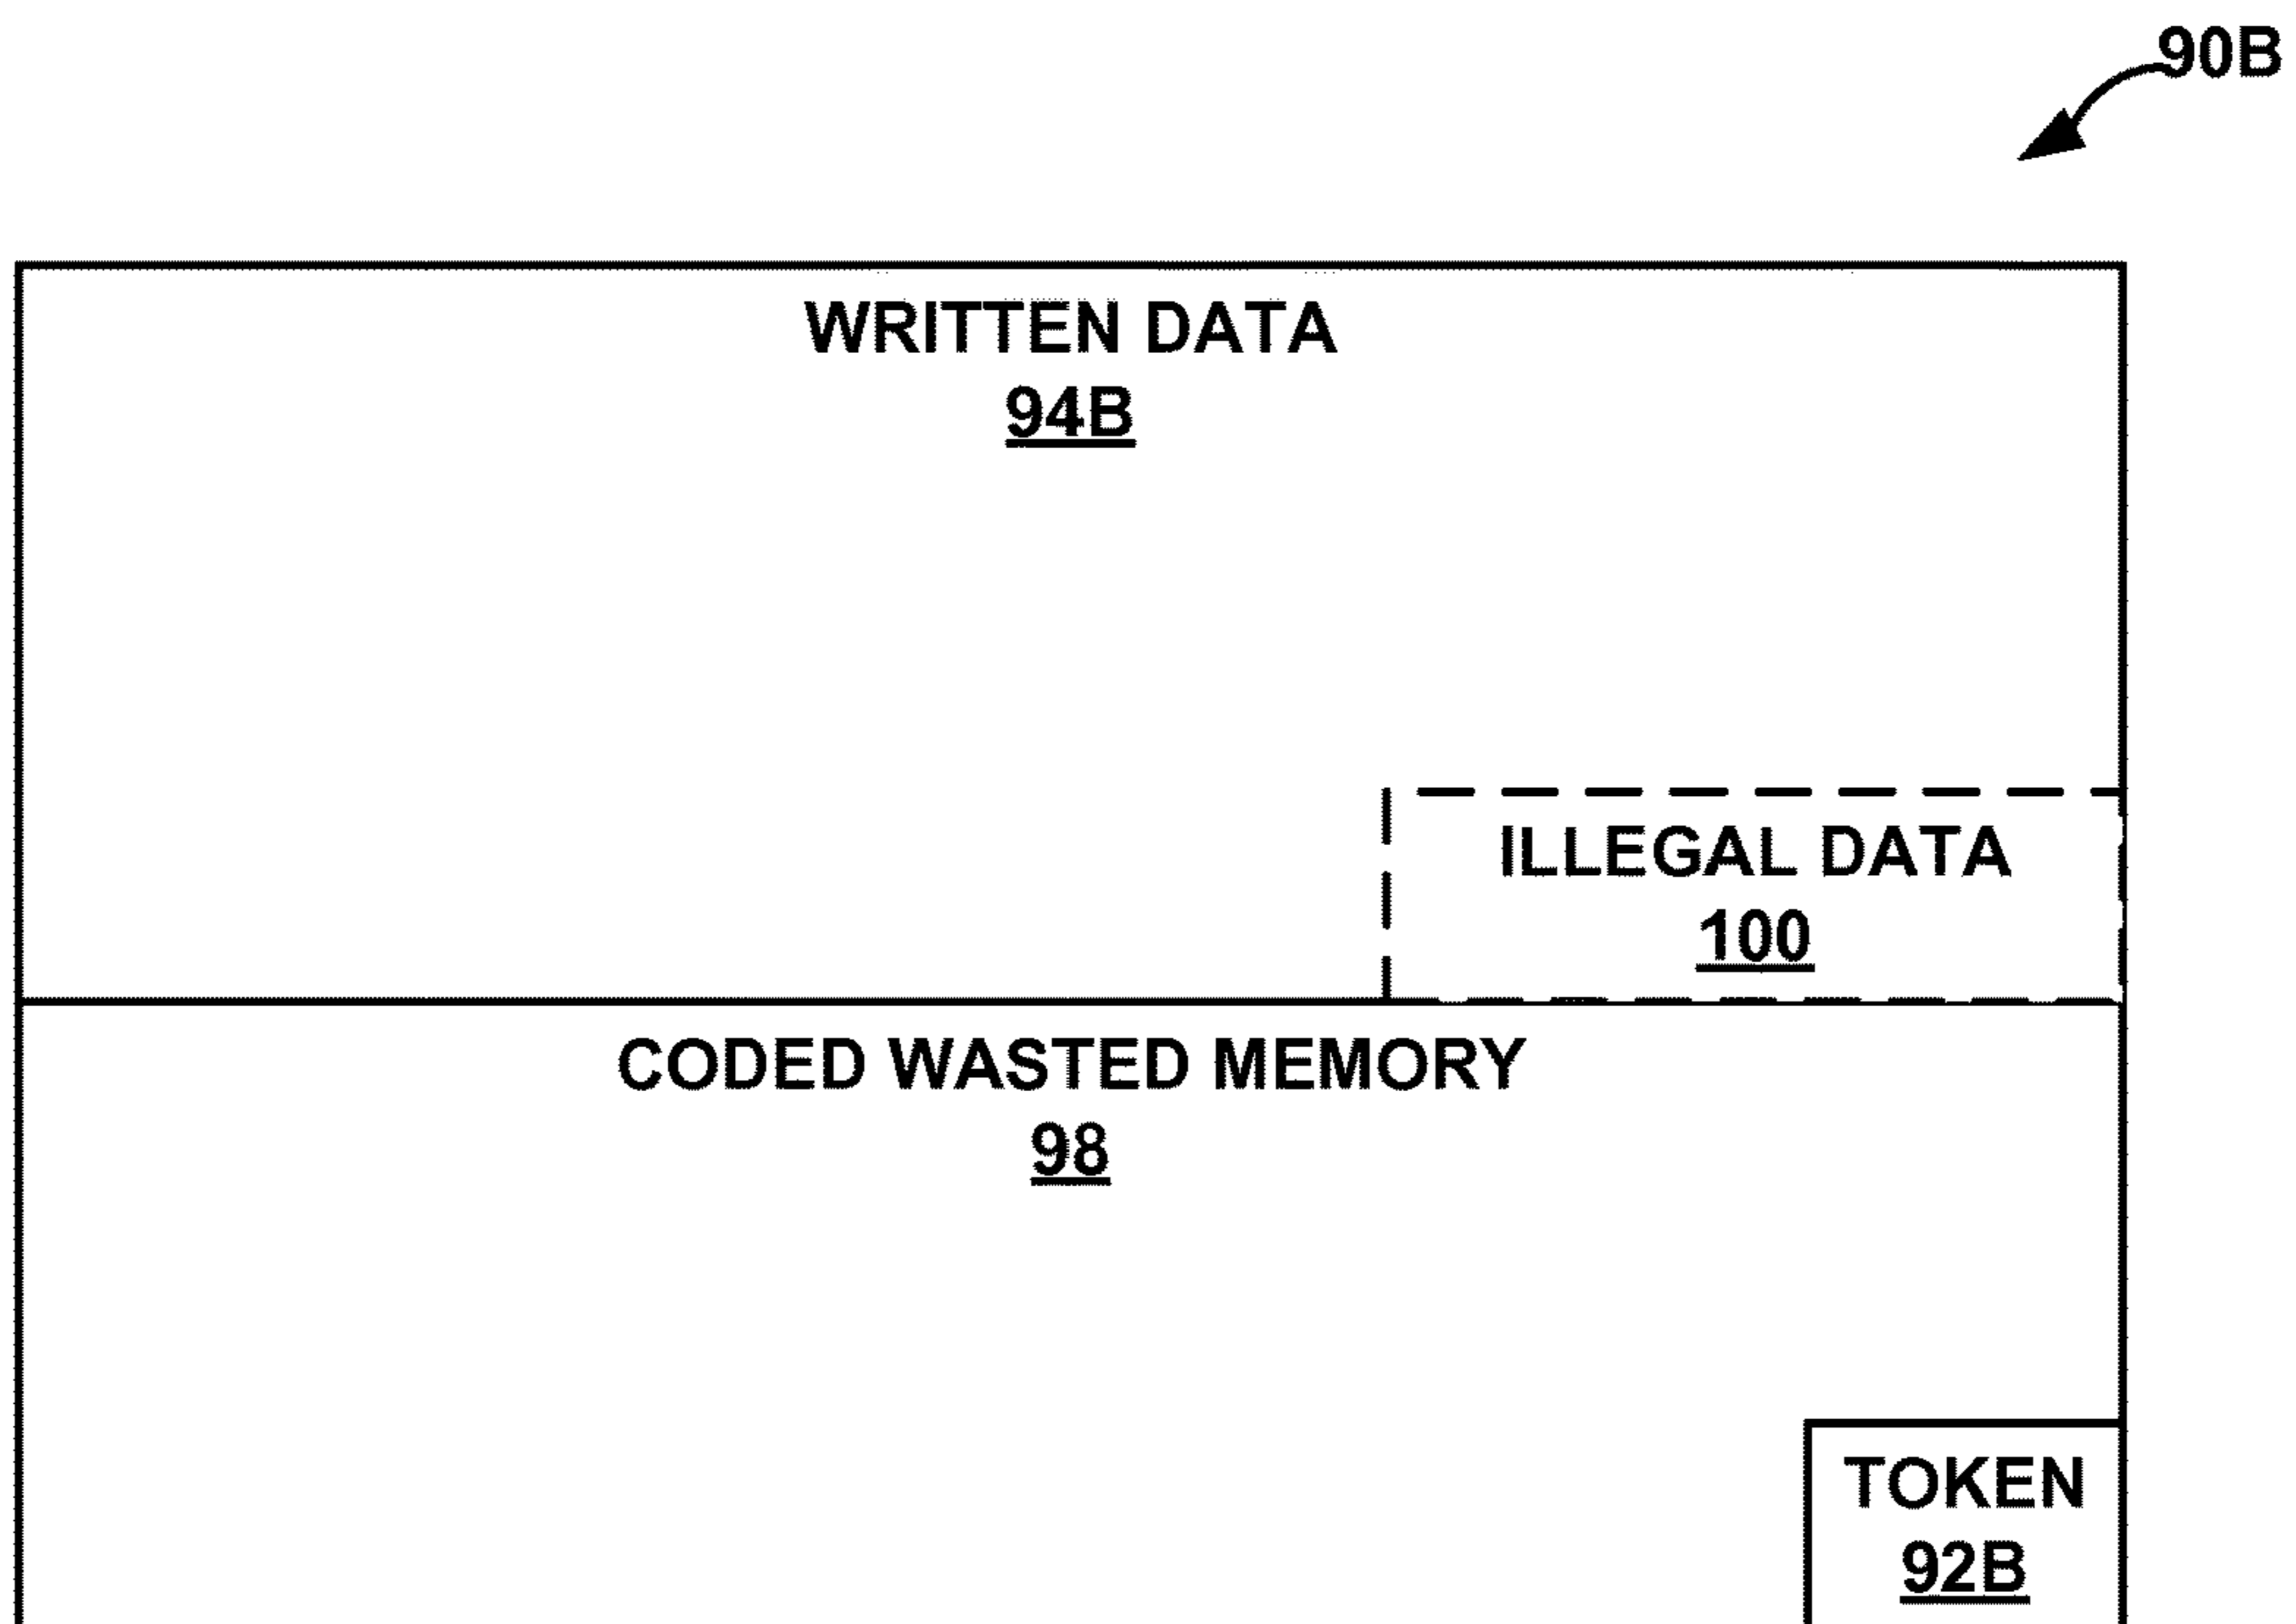 90B
WRITTEN DATA
94B
ILLEGAL DATA
100
CODED WASTED MEMORY
98
TOKEN
92B